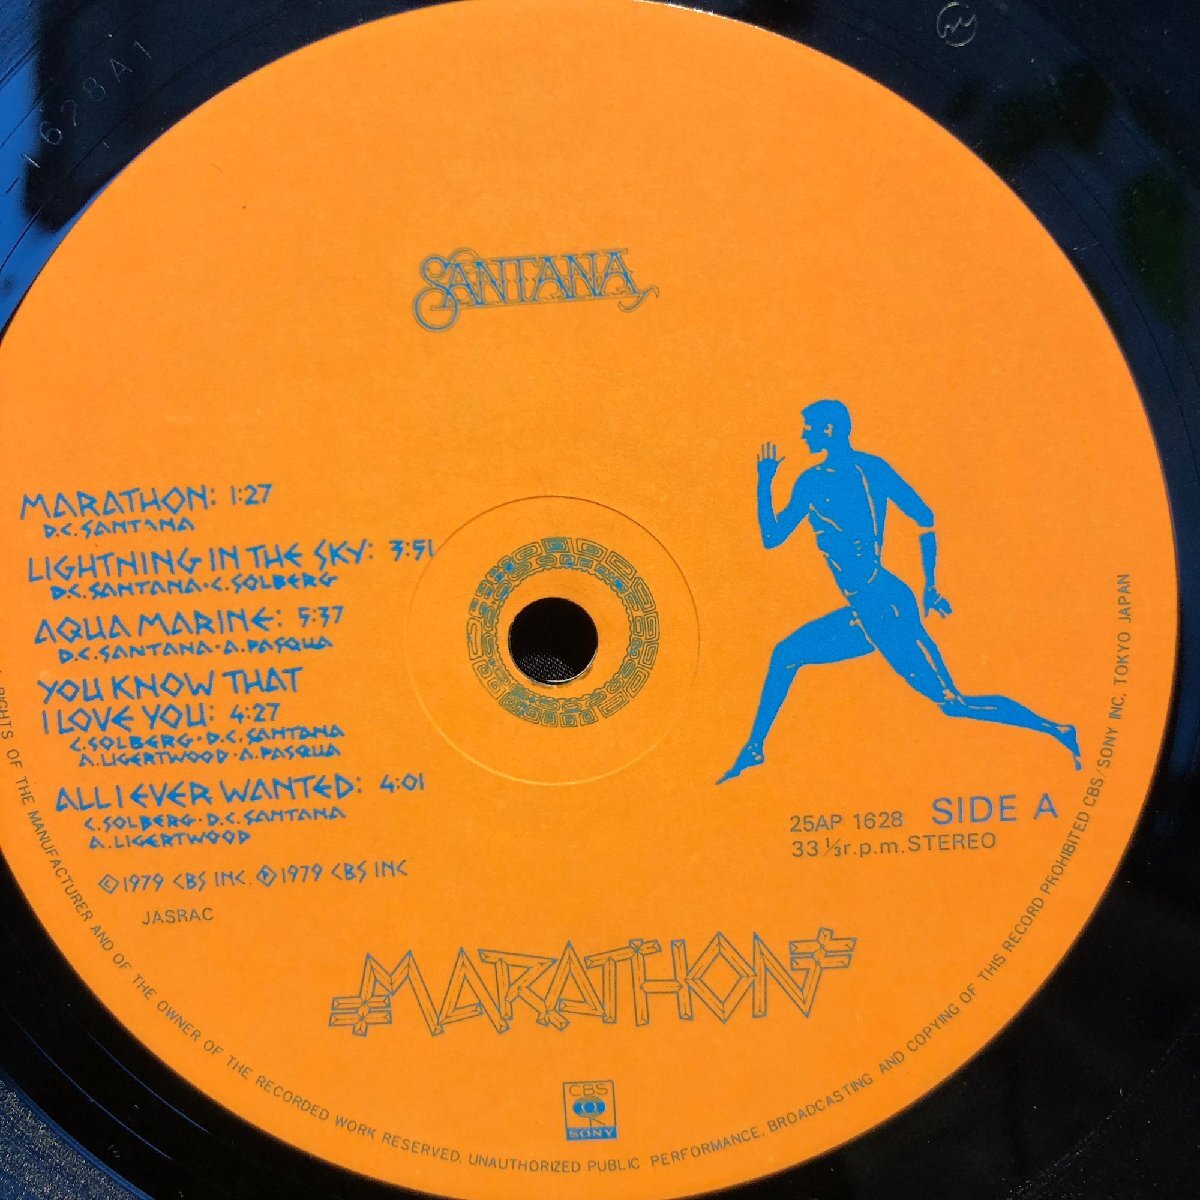 1628A1
SANTANA
MARATHON: 1:27
D.C. SANTANA
LIGHTNING IN THE SKY: 3:51
D.C. SANTANA·C. SOLBERG
AQUA MARINE: 5:37
D.C. SANTANA·A. PASQUA
YOU KNOW THAT
I LOVE YOU: 4:27
C. SOLBERG·D.C. SANTANA
A. LIGERTWOOD·A. PASQUA
ALL I EVER WANTED: 4:01
C. SOLBERG·D.C. SANTANA
A. LIGERTWOOD
Ⓒ1979 CBS INC. Ⓟ1979 CBS INC
JASRAC
25AP 1628 SIDE A
33⅓r.p.m. STEREO
MARATHON
CBS
SONY
RIGHTS OF THE MANUFACTURER AND OF THE OWNER OF THE RECORDED WORK RESERVED. UNAUTHORIZED PUBLIC PERFORMANCE, BROADCASTING AND COPYING OF THIS RECORD PROHIBITED CBS/SONY INC. TOKYO JAPAN